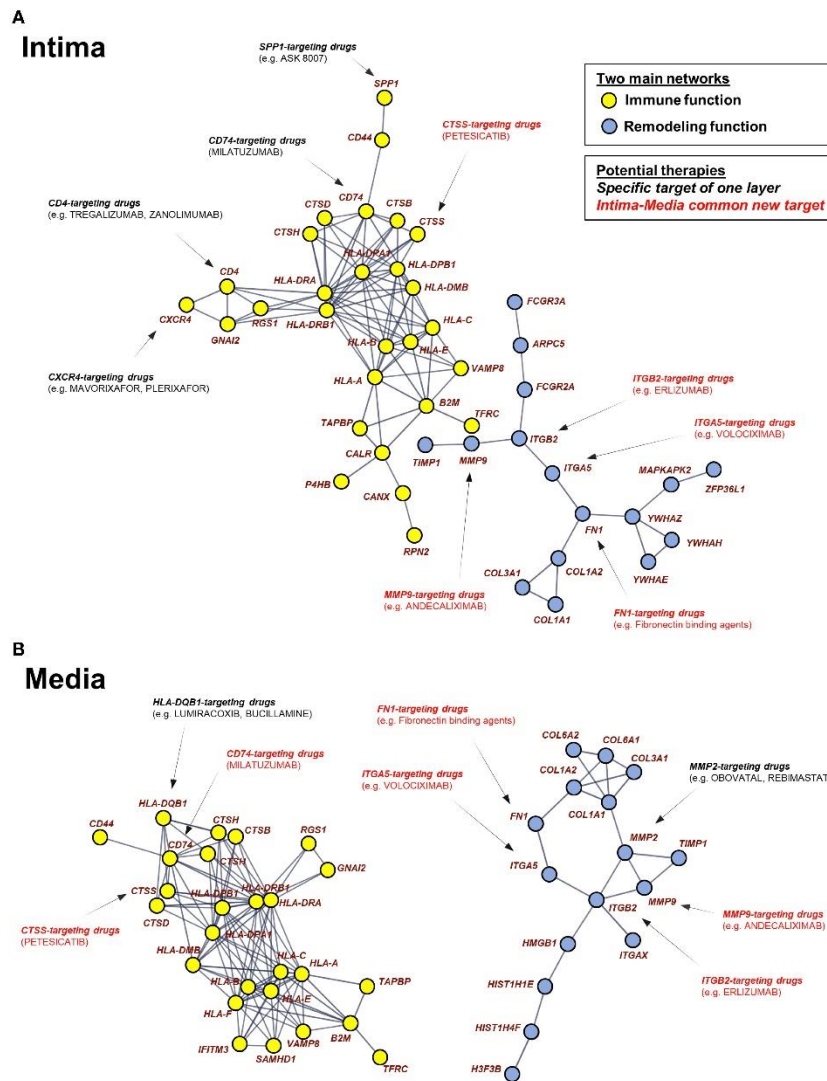 A
Intima
SPP1-targeting drugs
(e.g. ASK 8007)
SPP1
CD44
CD74-targeting drugs
(MILATUZUMAB)
CTSS-targeting drugs
(PETESICATIB)
Two main networks
Immune function
Remodeling function
Potential therapies
Specific target of one layer
Intima-Media common new target
CD4-targeting drugs
(e.g. TREGALIZUMAB, ZANOLIMUMAB)
CD74
CTSD
CTSB
CTSH
CTSS
HLA-DPA1
HLA-DPB1
HLA-DRA
HLA-DMB
CD4
CXCR4
RGS1
HLA-DRB1
GNAI2
HLA-C
HLA-B
HLA-E
HLA-A
VAMP8
B2M
TFRC
TAPBP
CALR
P4HB
CANX
RPN2
CXCR4-targeting drugs
(e.g. MAVORIXAFOR, PLERIXAFOR)
FCGR3A
ARPC5
FCGR2A
ITGB2-targeting drugs
(e.g. ERLIZUMAB)
ITGB2
ITGA5-targeting drugs
(e.g. VOLOCIXIMAB)
TIMP1
MMP9
ITGA5
MAPKAPK2
ZFP36L1
FN1
YWHAZ
YWHAH
YWHAE
COL3A1
COL1A2
COL1A1
MMP9-targeting drugs
(e.g. ANDECALIXIMAB)
FN1-targeting drugs
(e.g. Fibronectin binding agents)
B
Media
HLA-DQB1-targeting drugs
(e.g. LUMIRACOXIB, BUCILLAMINE)
CD74-targeting drugs
(MILATUZUMAB)
HLA-DQB1
CTSH
CTSB
CD44
CD74
CTSH
RGS1
GNAI2
CTSS
HLA-DPB1
HLA-DRB1
HLA-DRA
CTSD
CTSS-targeting drugs
(PETESICATIB)
HLA-DPA1
HLA-DMB
HLA-C
HLA-A
HLA-B
HLA-E
HLA-F
TAPBP
IFITM3
SAMHD1
VAMP8
B2M
TFRC
FN1-targeting drugs
(e.g. Fibronectin binding agents)
ITGA5-targeting drugs
(e.g. VOLOCIXIMAB)
COL6A2
COL6A1
COL3A1
COL1A2
COL1A1
MMP2-targeting drugs
(e.g. OBOVATAL, REBIMASTAT
FN1
MMP2
TIMP1
ITGA5
MMP9
ITGB2
MMP9-targeting drugs
(e.g. ANDECALIXIMAB)
HMGB1
ITGAX
ITGB2-targeting drugs
(e.g. ERLIZUMAB)
HIST1H1E
HIST1H4F
H3F3B